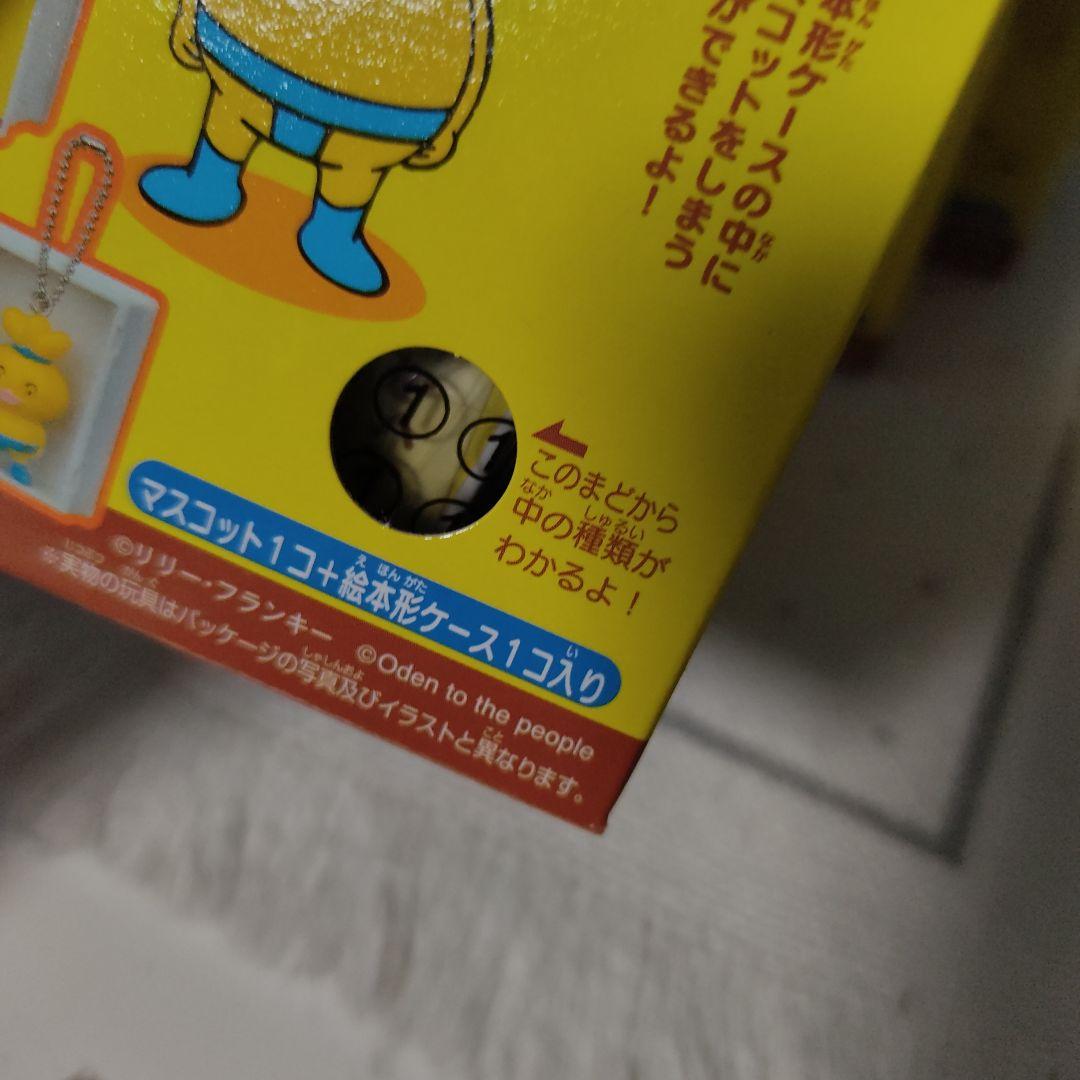 本形ケースの中に
コットをしまう
ができるよ！
①
①
このまどから
中の種類が
わかるよ！
マスコット1コ＋絵本形ケース1コ入り
©リリー・フランキー ©Oden to the people
※実物の玩具はパッケージの写真及びイラストと異なります。